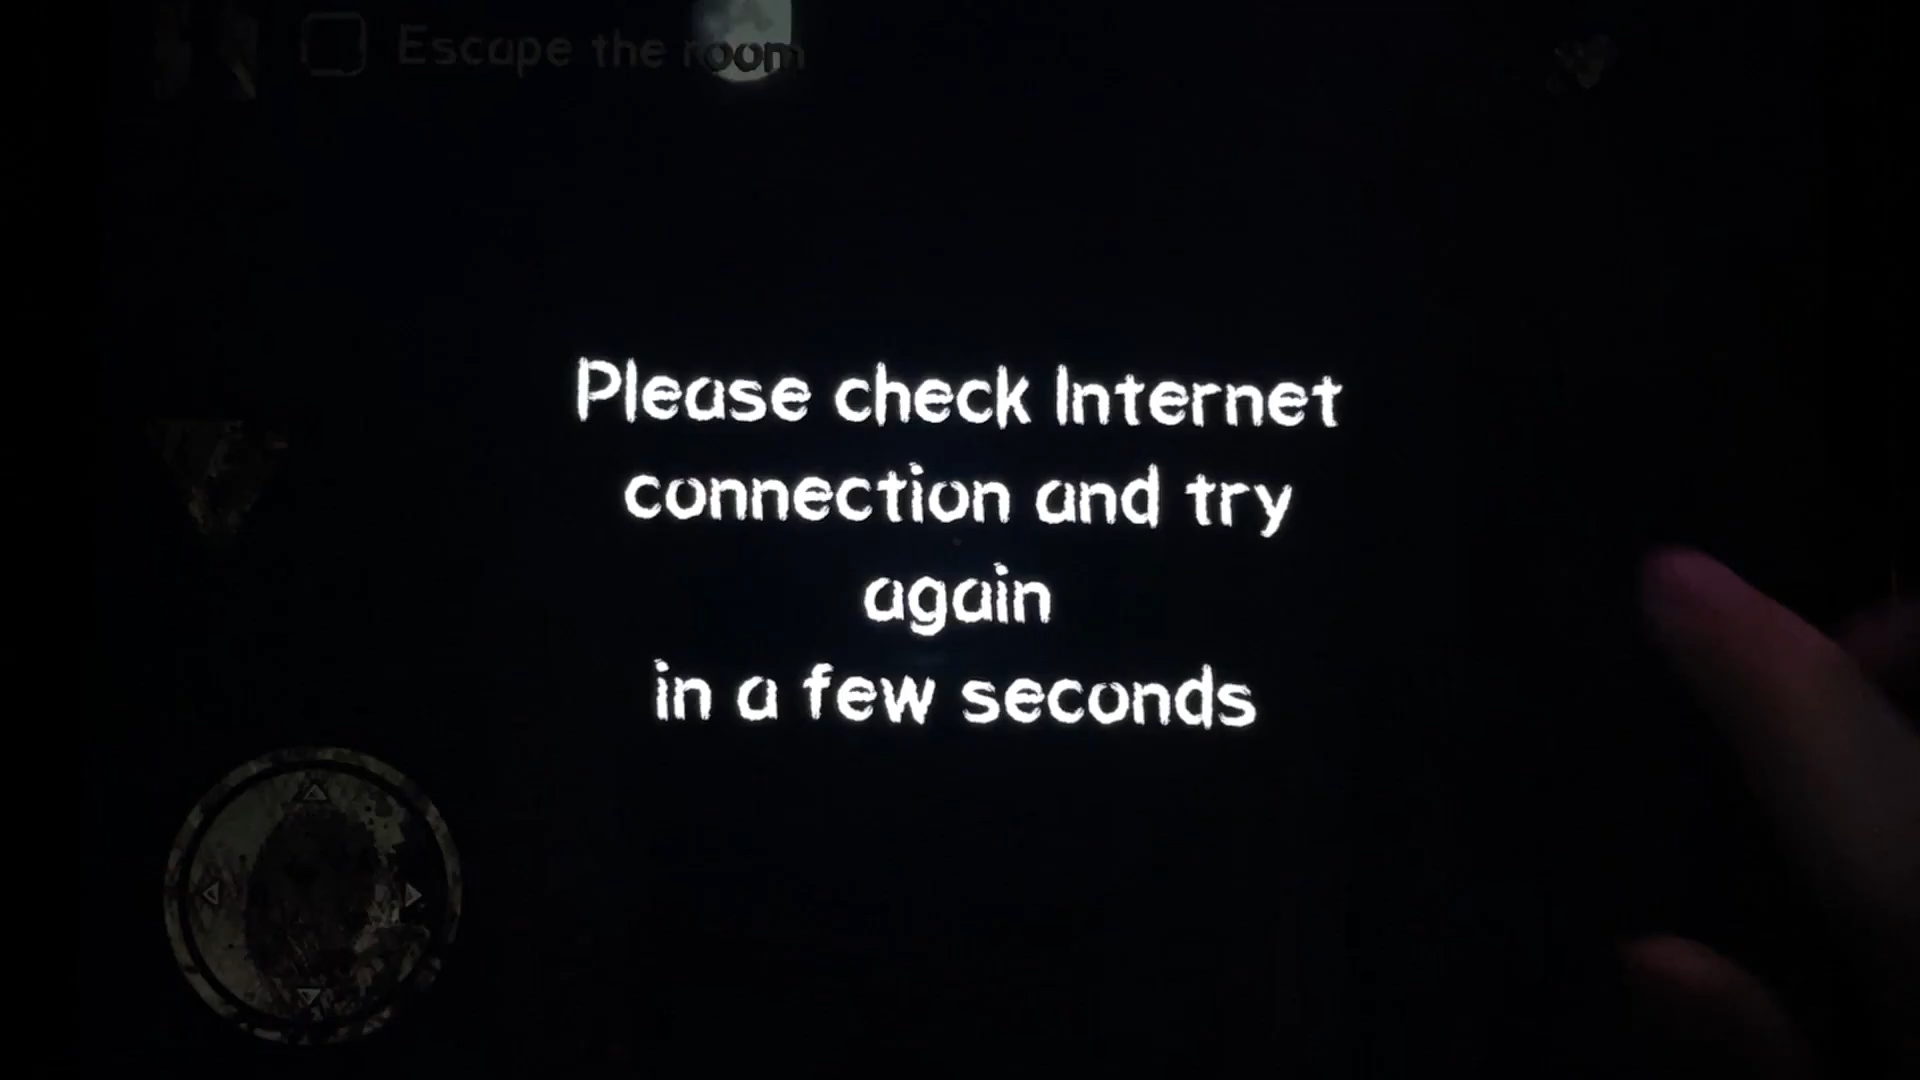 Escape the room
Please check Internet
connection and try
again
in a few seconds